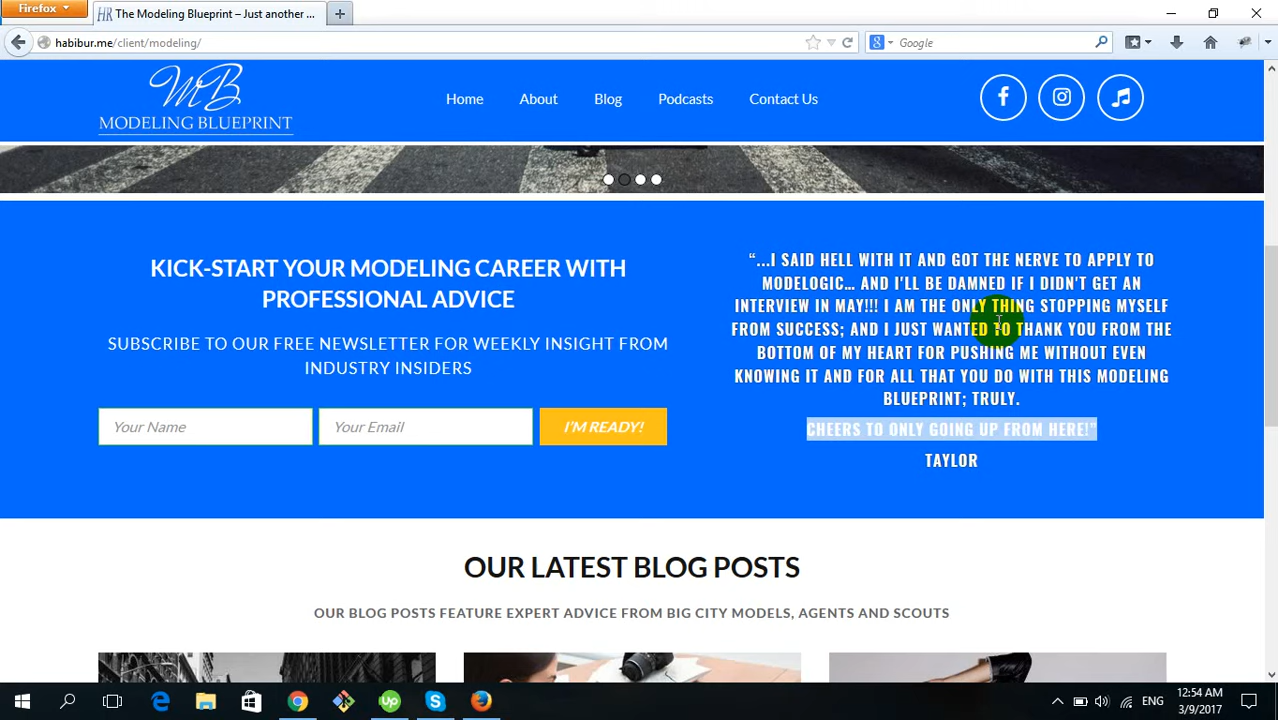 Firefox
The Modeling Blueprint – Just another ...
habibur.me/client/modeling/
Google
MB
MODELING BLUEPRINT
Home
About
Blog
Podcasts
Contact Us
KICK-START YOUR MODELING CAREER WITH
PROFESSIONAL ADVICE
SUBSCRIBE TO OUR FREE NEWSLETTER FOR WEEKLY INSIGHT FROM
INDUSTRY INSIDERS
Your Name
Your Email
I'M READY!
“...I SAID HELL WITH IT AND GOT THE NERVE TO APPLY TO
MODELOGIC… AND I'LL BE DAMNED IF I DIDN'T GET AN
INTERVIEW IN MAY!!! I AM THE ONLY THING STOPPING MYSELF
FROM SUCCESS; AND I JUST WANTED TO THANK YOU FROM THE
BOTTOM OF MY HEART FOR PUSHING ME WITHOUT EVEN
KNOWING IT AND FOR ALL THAT YOU DO WITH THIS MODELING
BLUEPRINT; TRULY.
CHEERS TO ONLY GOING UP FROM HERE!"
TAYLOR
OUR LATEST BLOG POSTS
OUR BLOG POSTS FEATURE EXPERT ADVICE FROM BIG CITY MODELS, AGENTS AND SCOUTS
ENG
12:54 AM
3/9/2017